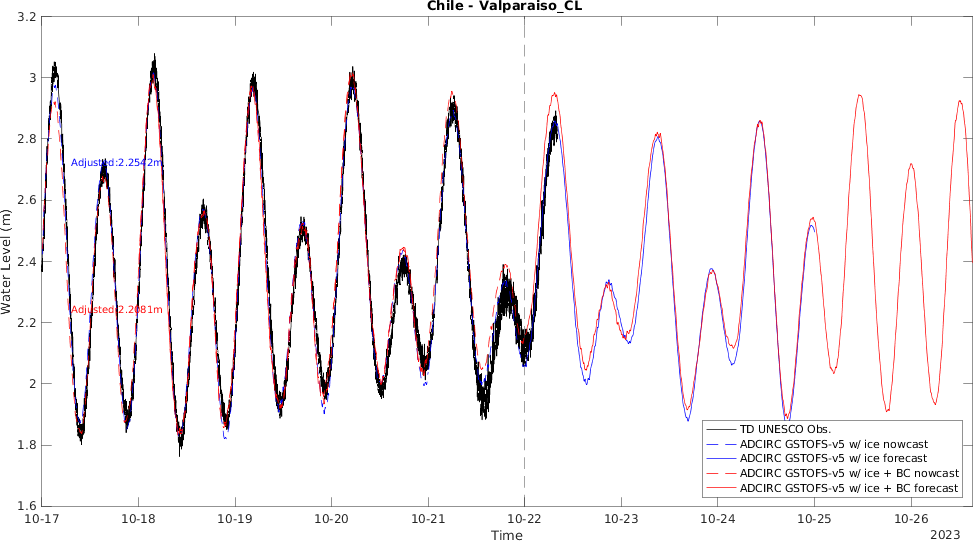 Chile - Valparaiso_CL
3.2
3
2.8
2.6
2.4
2.2
2
1.8
1.6
Water Level (m)
Adjusted:2.2542m
Adjusted:2.2081m
TD UNESCO Obs.
ADCIRC GSTOFS-v5 w/ ice nowcast
ADCIRC GSTOFS-v5 w/ ice forecast
ADCIRC GSTOFS-v5 w/ ice + BC nowcast
ADCIRC GSTOFS-v5 w/ ice + BC forecast
10-17 10-18 10-19 10-20 10-21 10-22 10-23 10-24 10-25 10-26
Time
2023